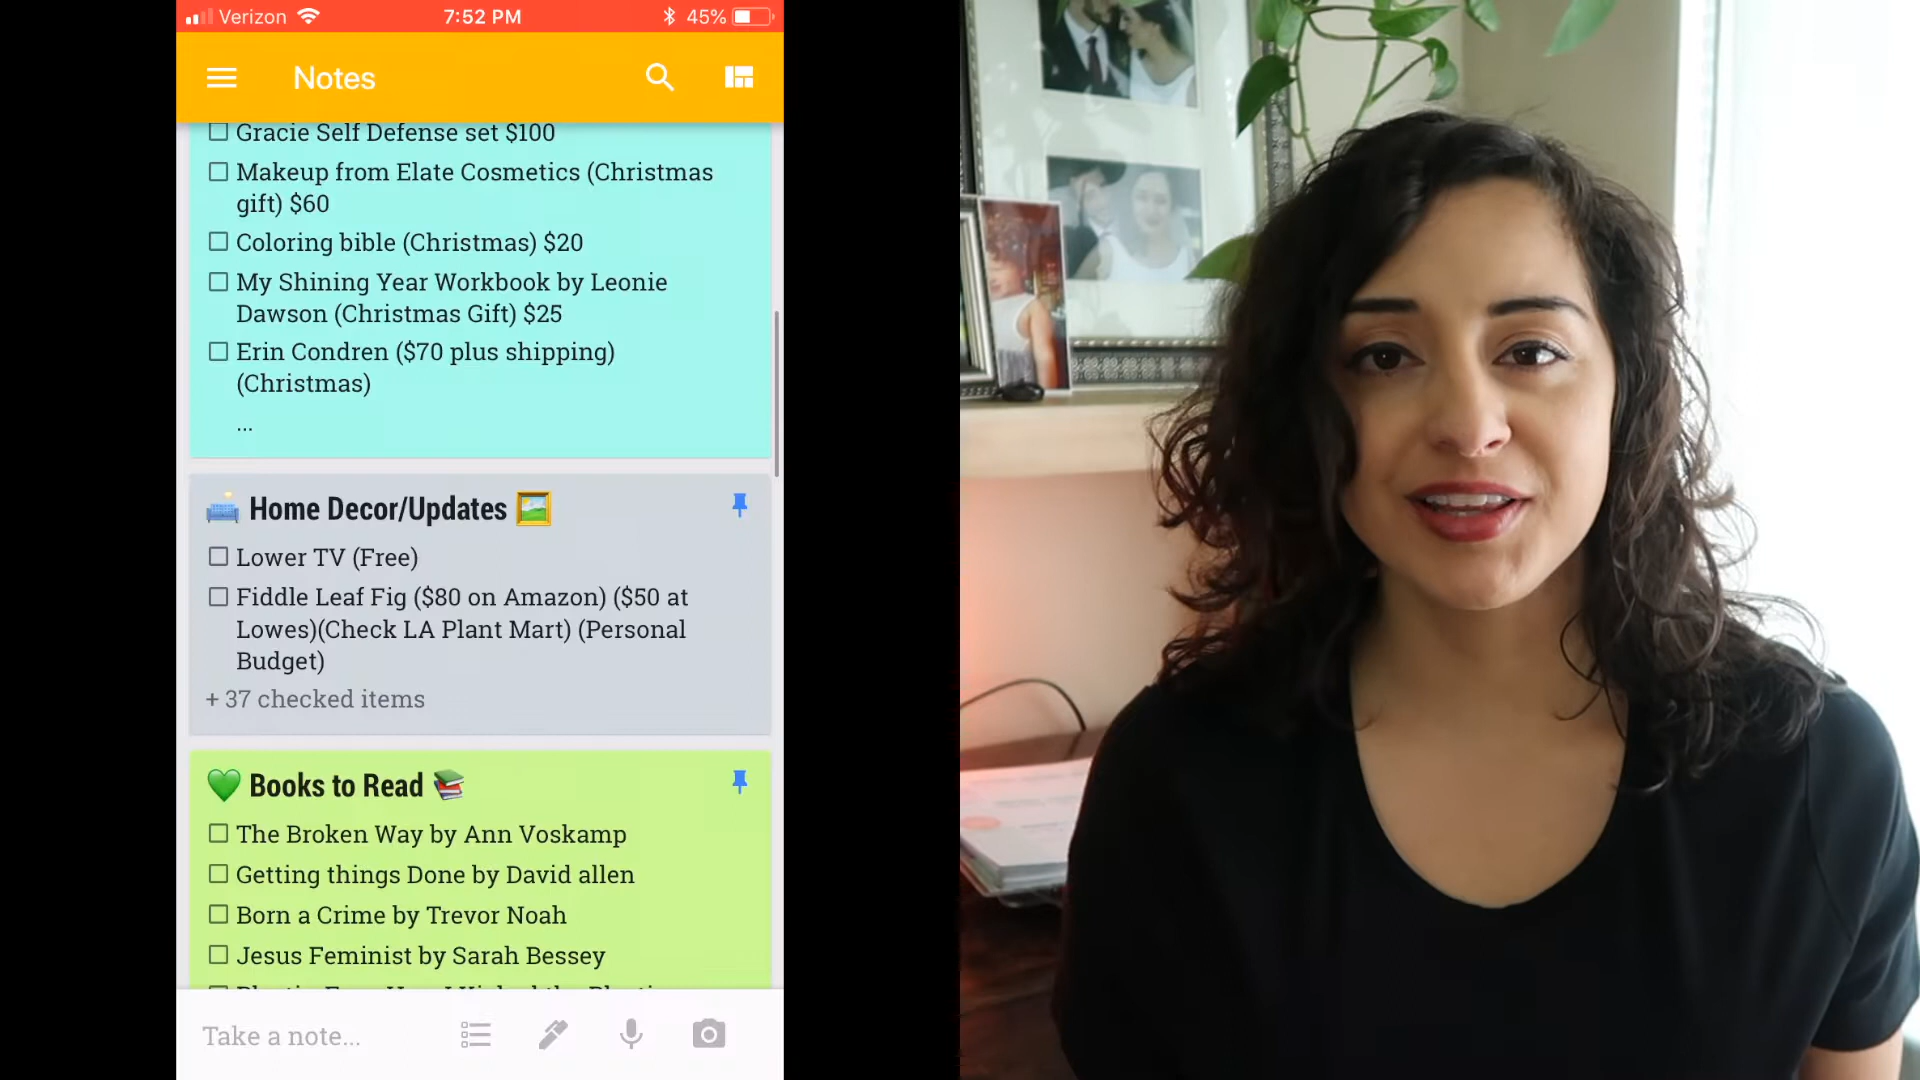 Verizon 7:52 PM 45%
Notes
Gracie Self Defense set $100
Makeup from Elate Cosmetics (Christmas
gift) $60
Coloring bible (Christmas) $20
My Shining Year Workbook by Leonie
Dawson (Christmas Gift) $25
Erin Condren ($70 plus shipping)
(Christmas)
...
Home Decor/Updates
Lower TV (Free)
Fiddle Leaf Fig ($80 on Amazon) ($50 at
Lowes)(Check LA Plant Mart) (Personal
Budget)
+ 37 checked items
Books to Read
The Broken Way by Ann Voskamp
Getting things Done by David allen
Born a Crime by Trevor Noah
Jesus Feminist by Sarah Bessey
Take a note...